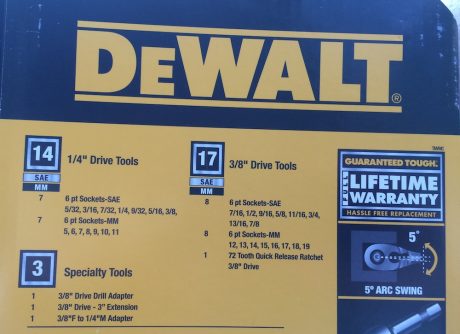 DEWALT®
14 1/4" Drive Tools
SAE
MM
7 6 pt Sockets-SAE
5/32, 3/16, 7/32, 1/4, 9/32, 5/16, 3/8,
7 6 pt Sockets-MM
5, 6, 7, 8, 9, 10, 11
3 Specialty Tools
1 3/8" Drive Drill Adapter
1 3/8" Drive - 3" Extension
1 3/8"F to 1/4"M Adapter
17 3/8" Drive Tools
SAE
MM
8 6 pt Sockets-SAE
7/16, 1/2, 9/16, 5/8, 11/16, 3/4,
13/16, 7/8
8 6 pt Sockets-MM
12, 13, 14, 15, 16, 17, 18, 19
1 72 Tooth Quick Release Ratchet
3/8" Drive
GUARANTEED TOUGH.
FULL
LIFETIME
WARRANTY
HASSLE FREE REPLACEMENT
5°
5° ARC SWING